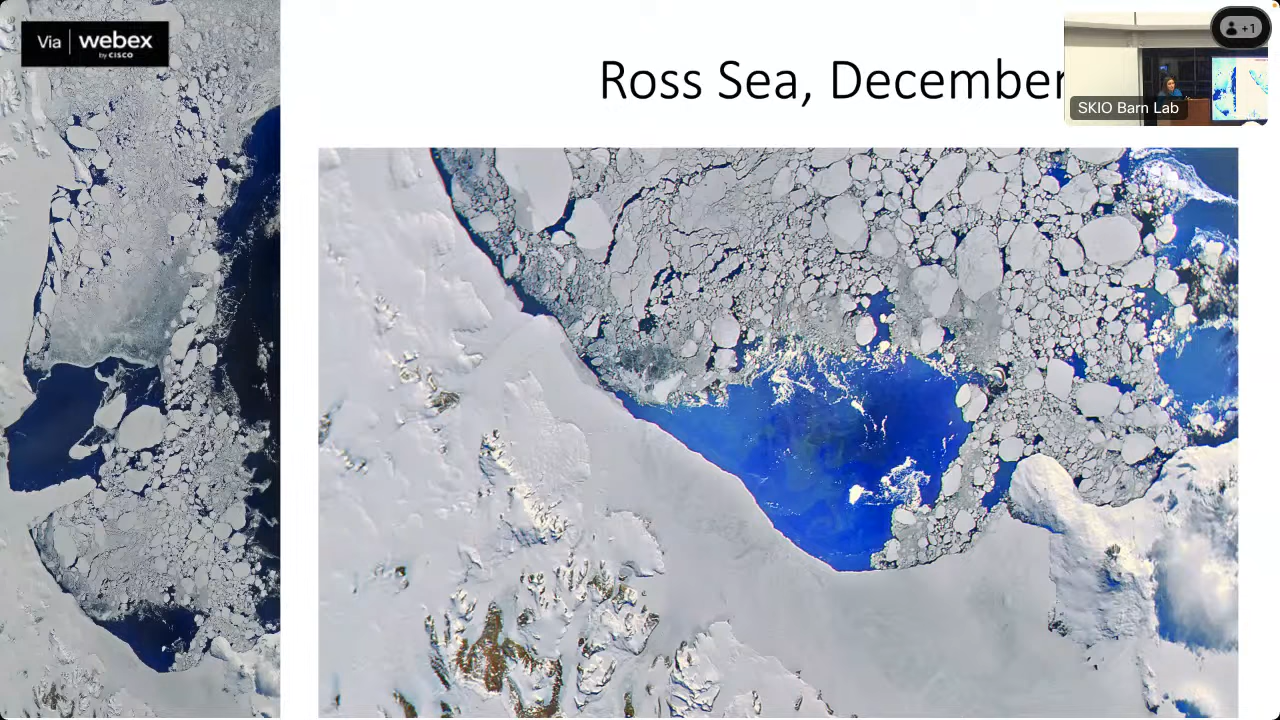 Via webex
by CISCO
Ross Sea, December
+1
SKIO Barn Lab